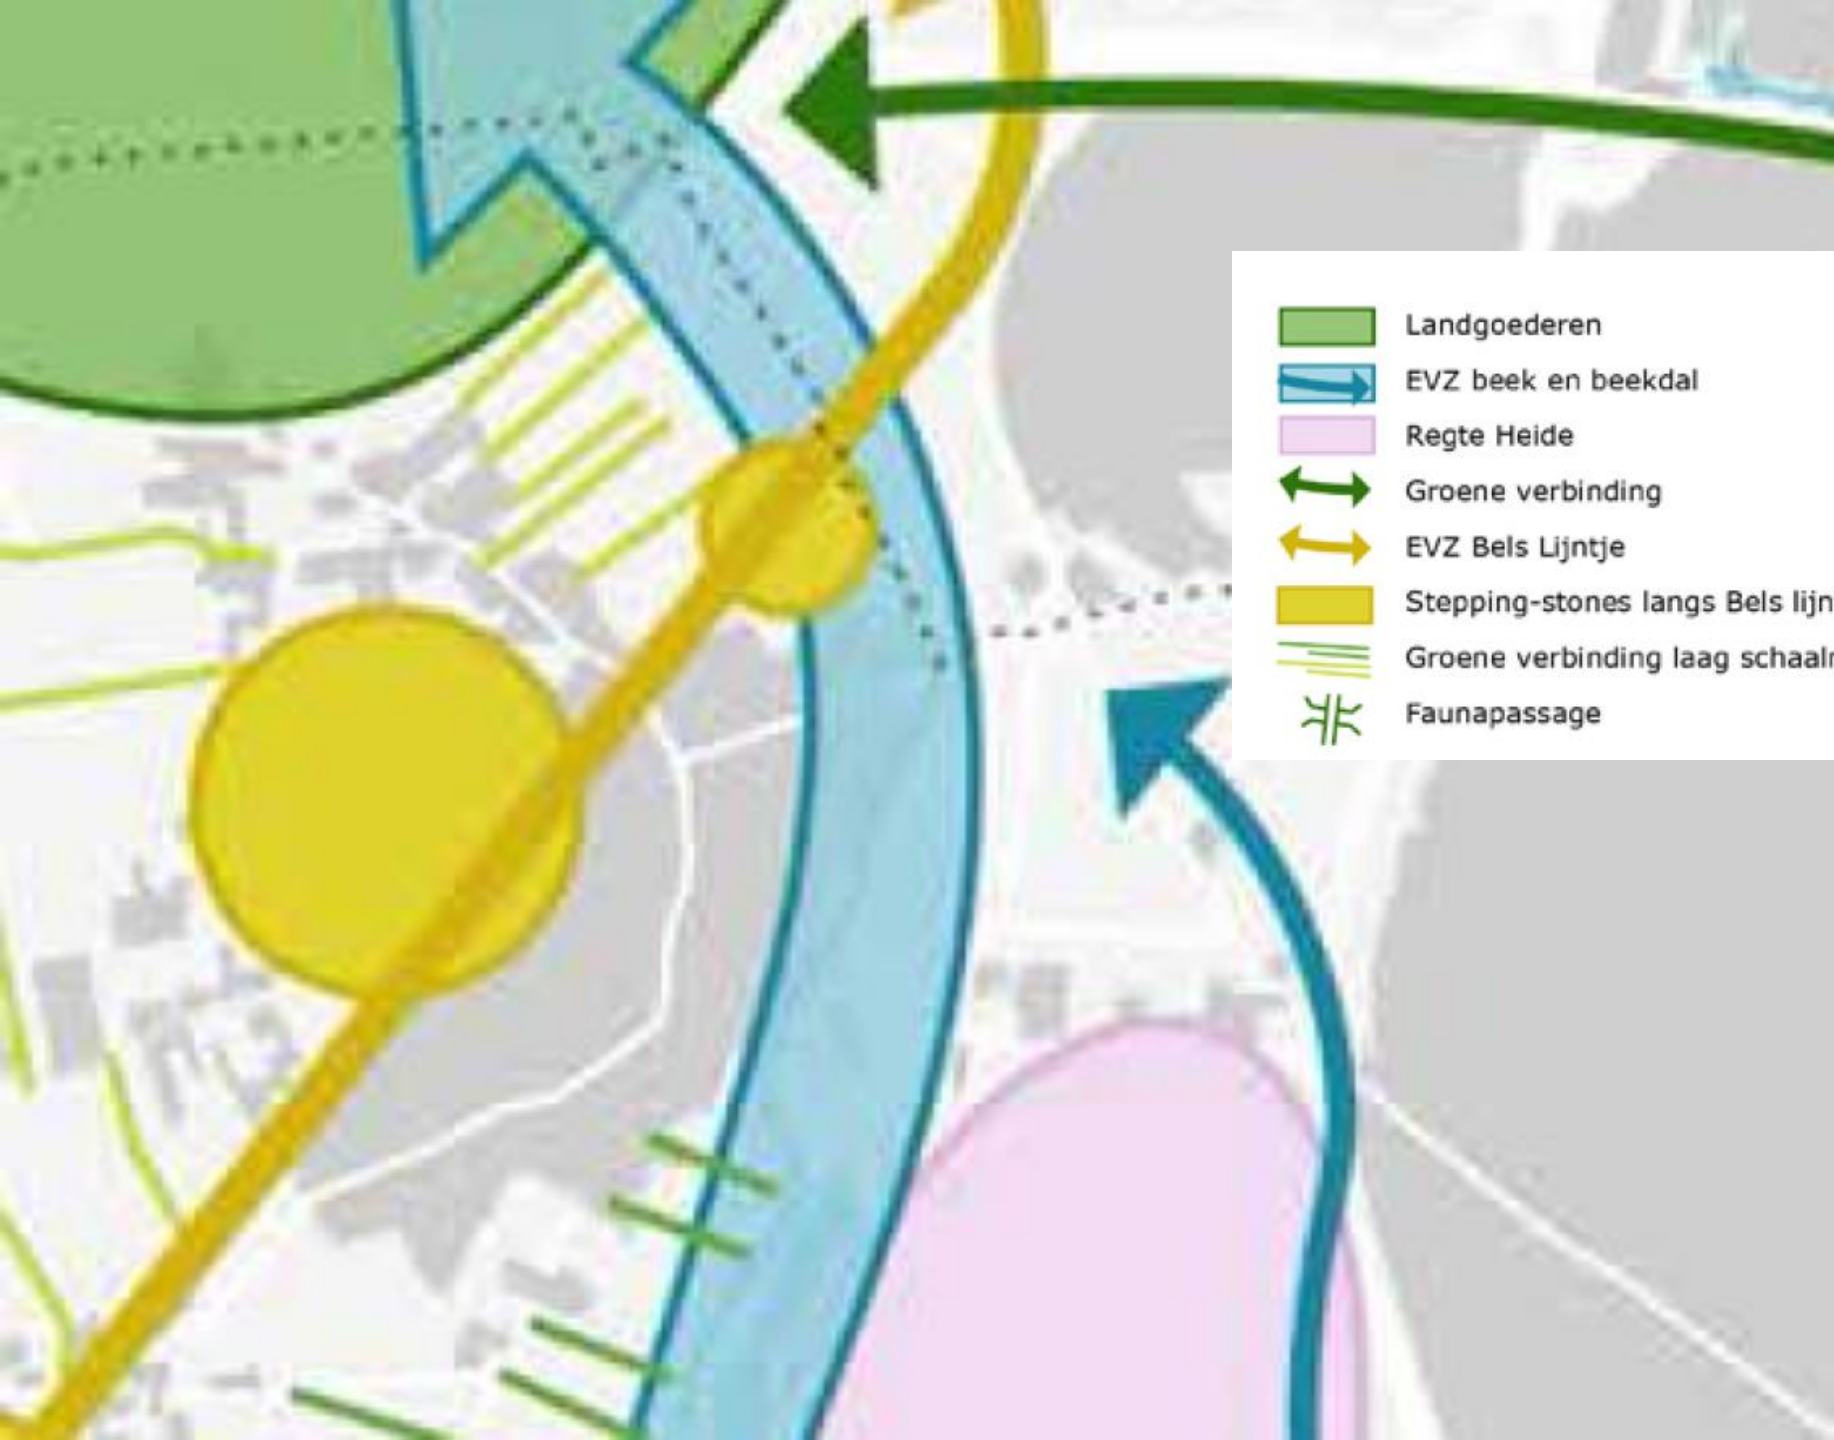 Landgoederen
EVZ beek en beekdal
Regte Heide
Groene verbinding
EVZ Bels Lijntje
Stepping-stones langs Bels lijn
Groene verbinding laag schaalr
Faunapassage